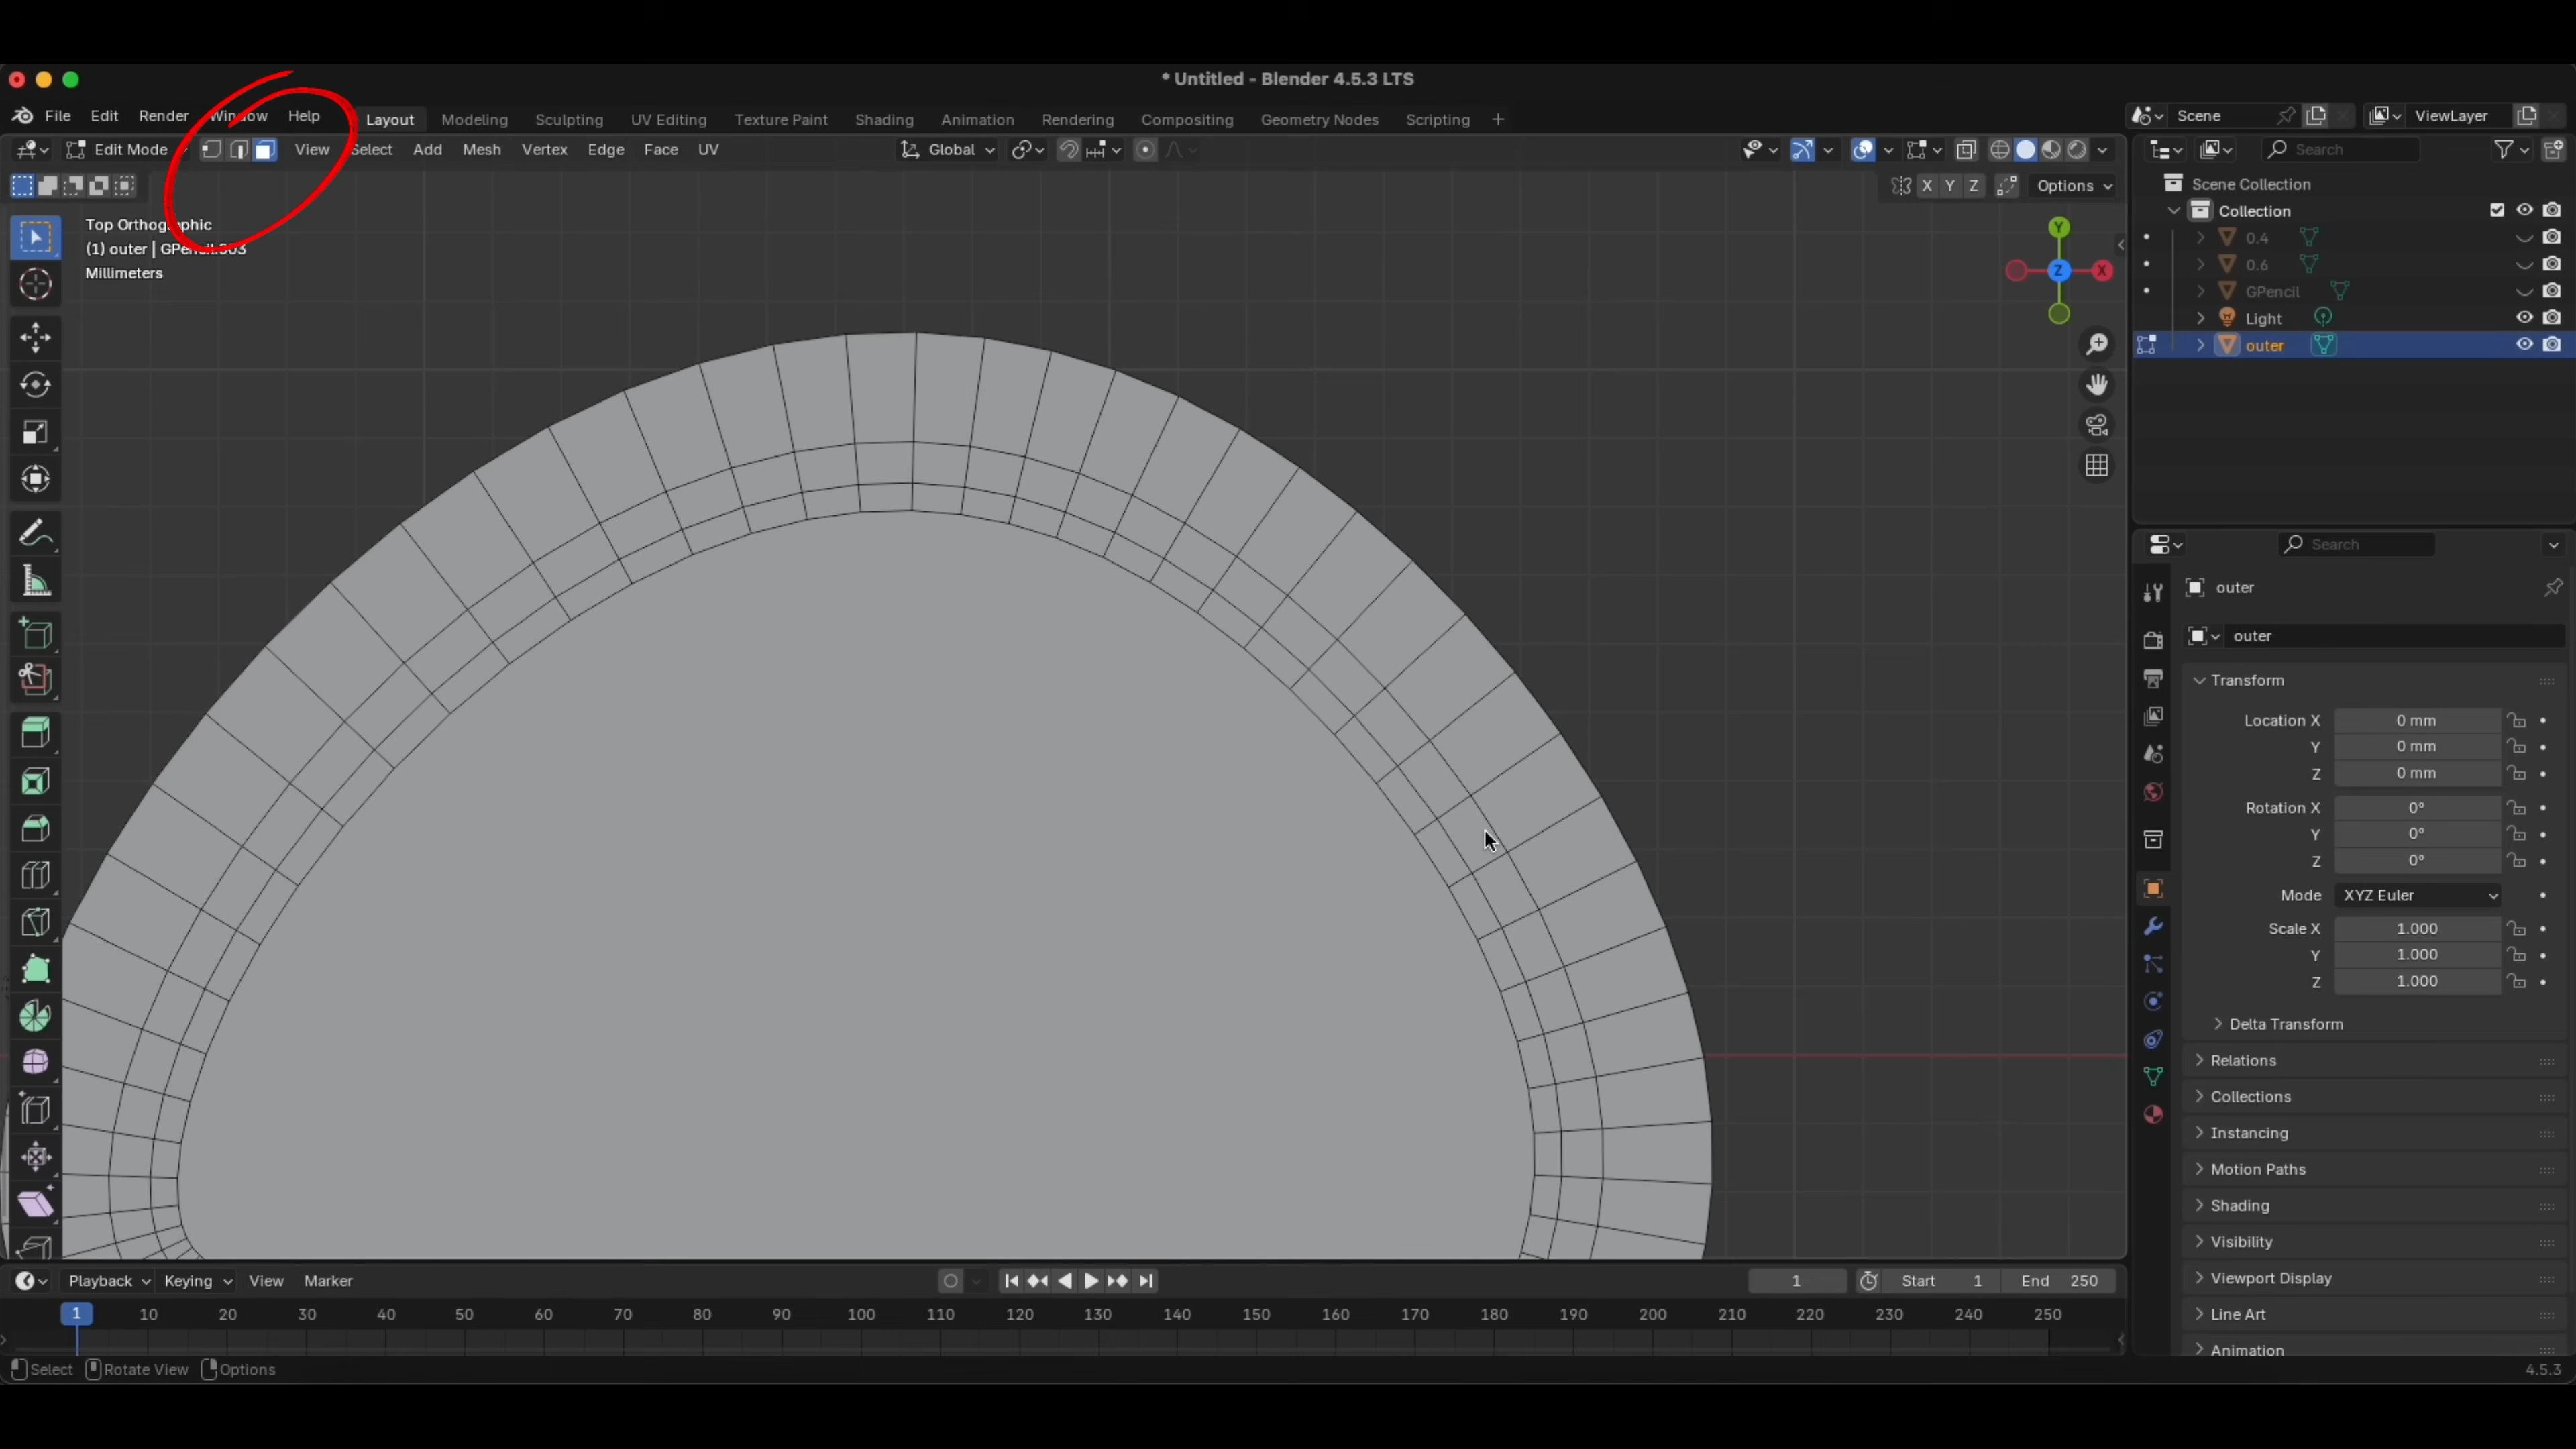 * Untitled - Blender 4.5.3 LTS
File Edit Render Window Help Layout Modeling Sculpting UV Editing Texture Paint Shading Animation Rendering Compositing Geometry Nodes Scripting + Scene ViewLayer
Edit Mode View Select Add Mesh Vertex Edge Face UV Global Search
X Y Z Options
Scene Collection
Top Orthographic
(1) outer | GPencil.003
Millimeters
Y
Z X
Collection
0.4
0.6
GPencil
Light
outer
Search
outer
outer
Transform
Location X 0 mm
Y 0 mm
Z 0 mm
Rotation X 0°
Y 0°
Z 0°
Mode XYZ Euler
Scale X 1.000
Y 1.000
Z 1.000
Delta Transform
Relations
Collections
Instancing
Motion Paths
Shading
Visibility
Viewport Display
Line Art
Animation
Playback Keying View Marker 1 Start 1 End 250
1 10 20 30 40 50 60 70 80 90 100 110 120 130 140 150 160 170 180 190 200 210 220 230 240 250
Select Rotate View Options 4.5.3